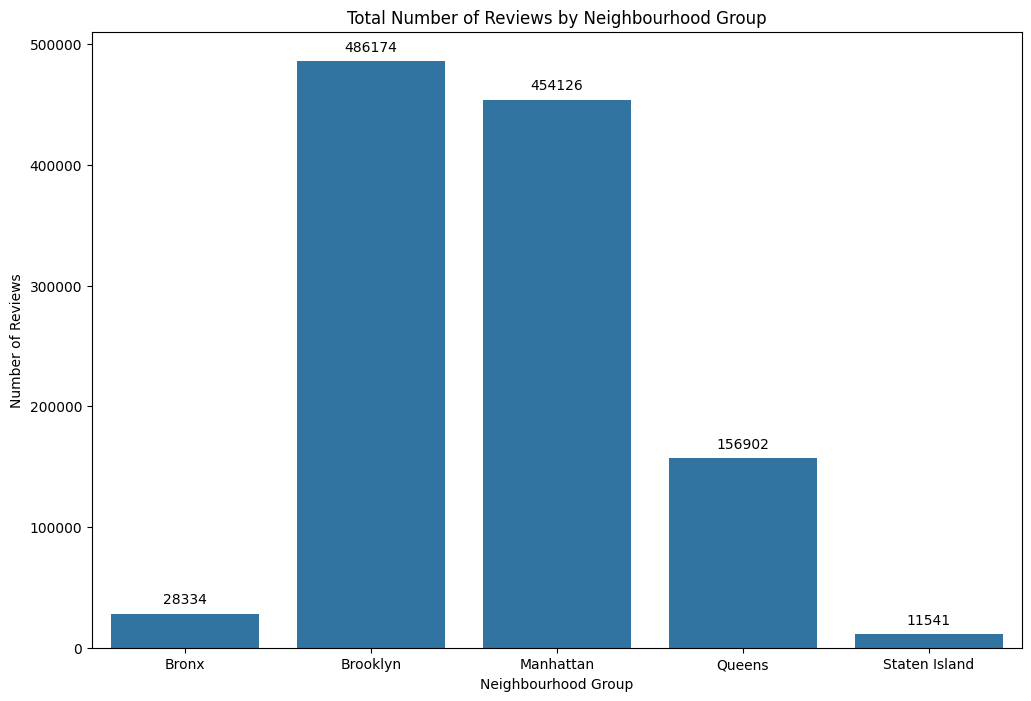 Total Number of Reviews by Neighbourhood Group
500000
400000
300000
200000
100000
0
Number of Reviews
28334
486174
454126
156902
11541
Bronx
Brooklyn
Manhattan
Queens
Staten Island
Neighbourhood Group